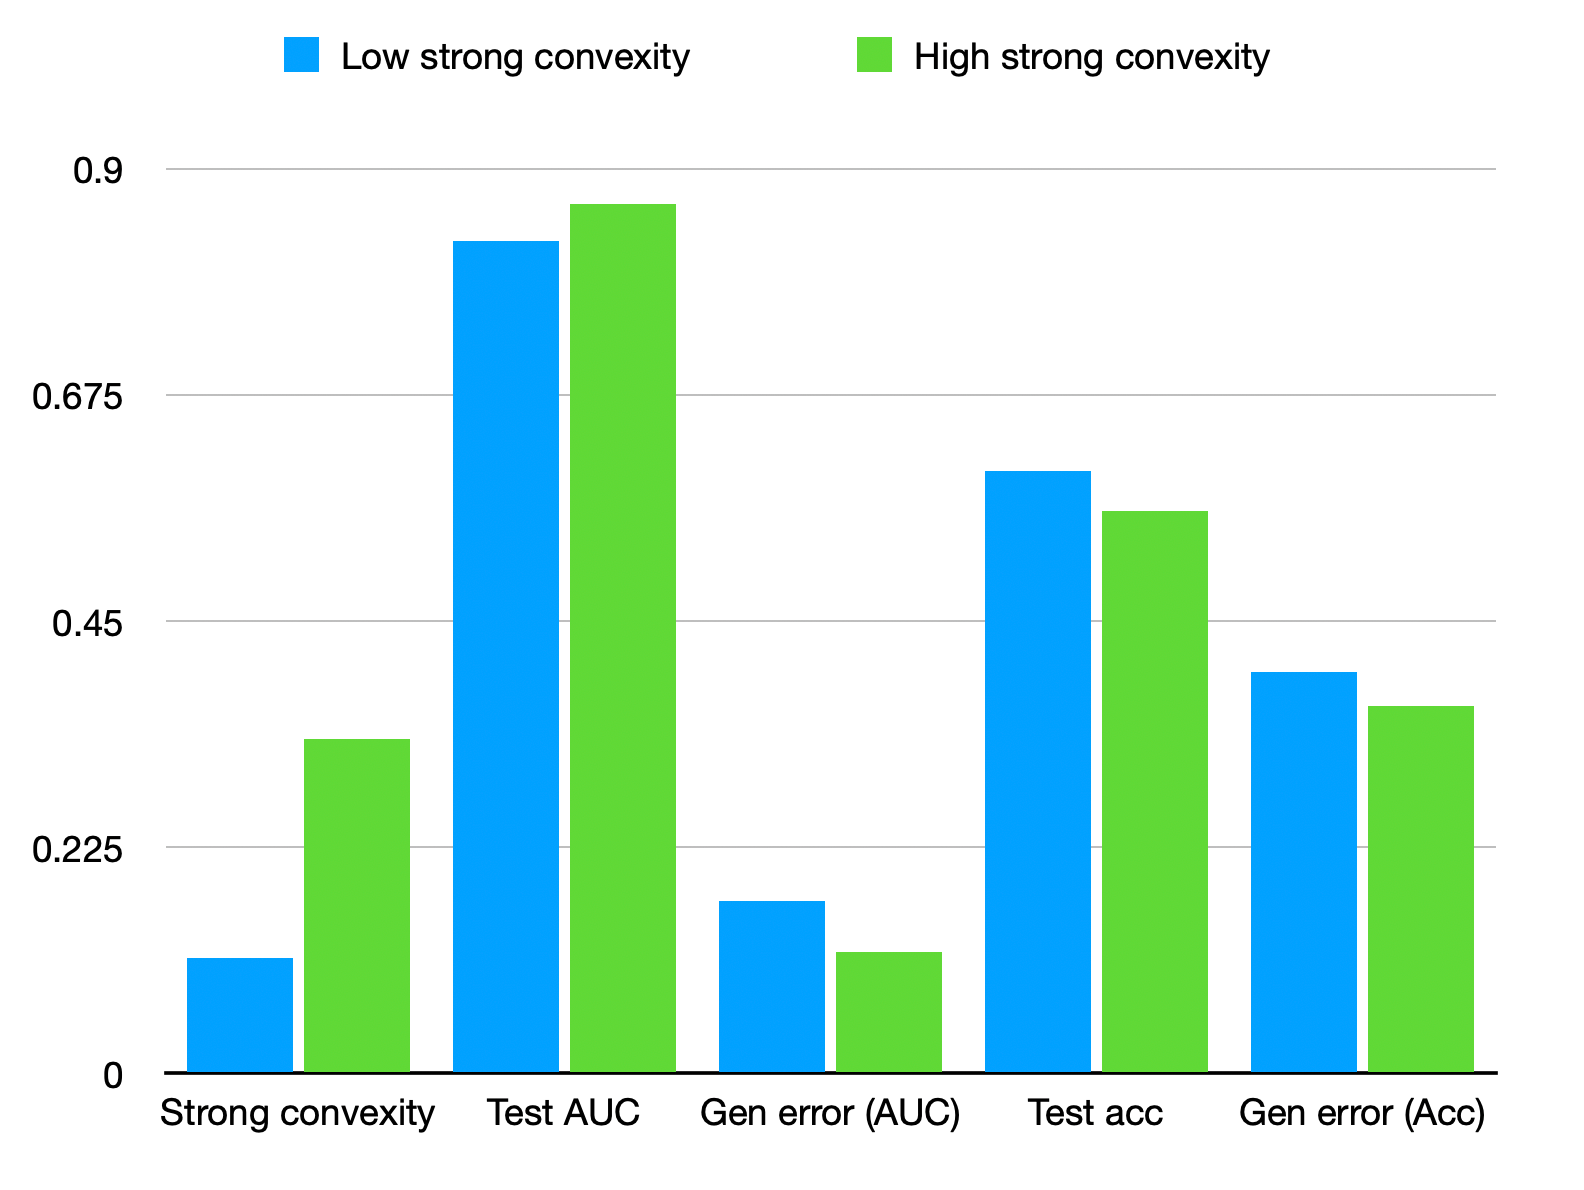 Low strong convexity High strong convexity
0.9
0.675
0.45
0.225
0
Strong convexity Test AUC Gen error (AUC) Test acc Gen error (Acc)